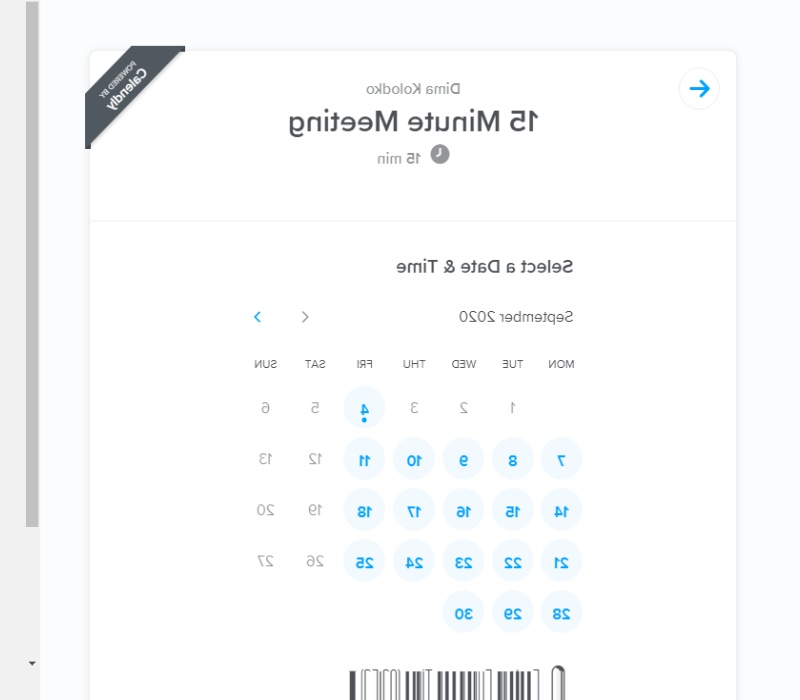 POWERED BY
Calendly
Dima Kolodko
15 Minute Meeting
15 min
Select a Date & Time
September 2020
MON TUE WED THU FRI SAT SUN
1 2 3 4 5 6
7 8 9 10 11 12 13
14 15 16 17 18 19 20
21 22 23 24 25 26 27
28 29 30